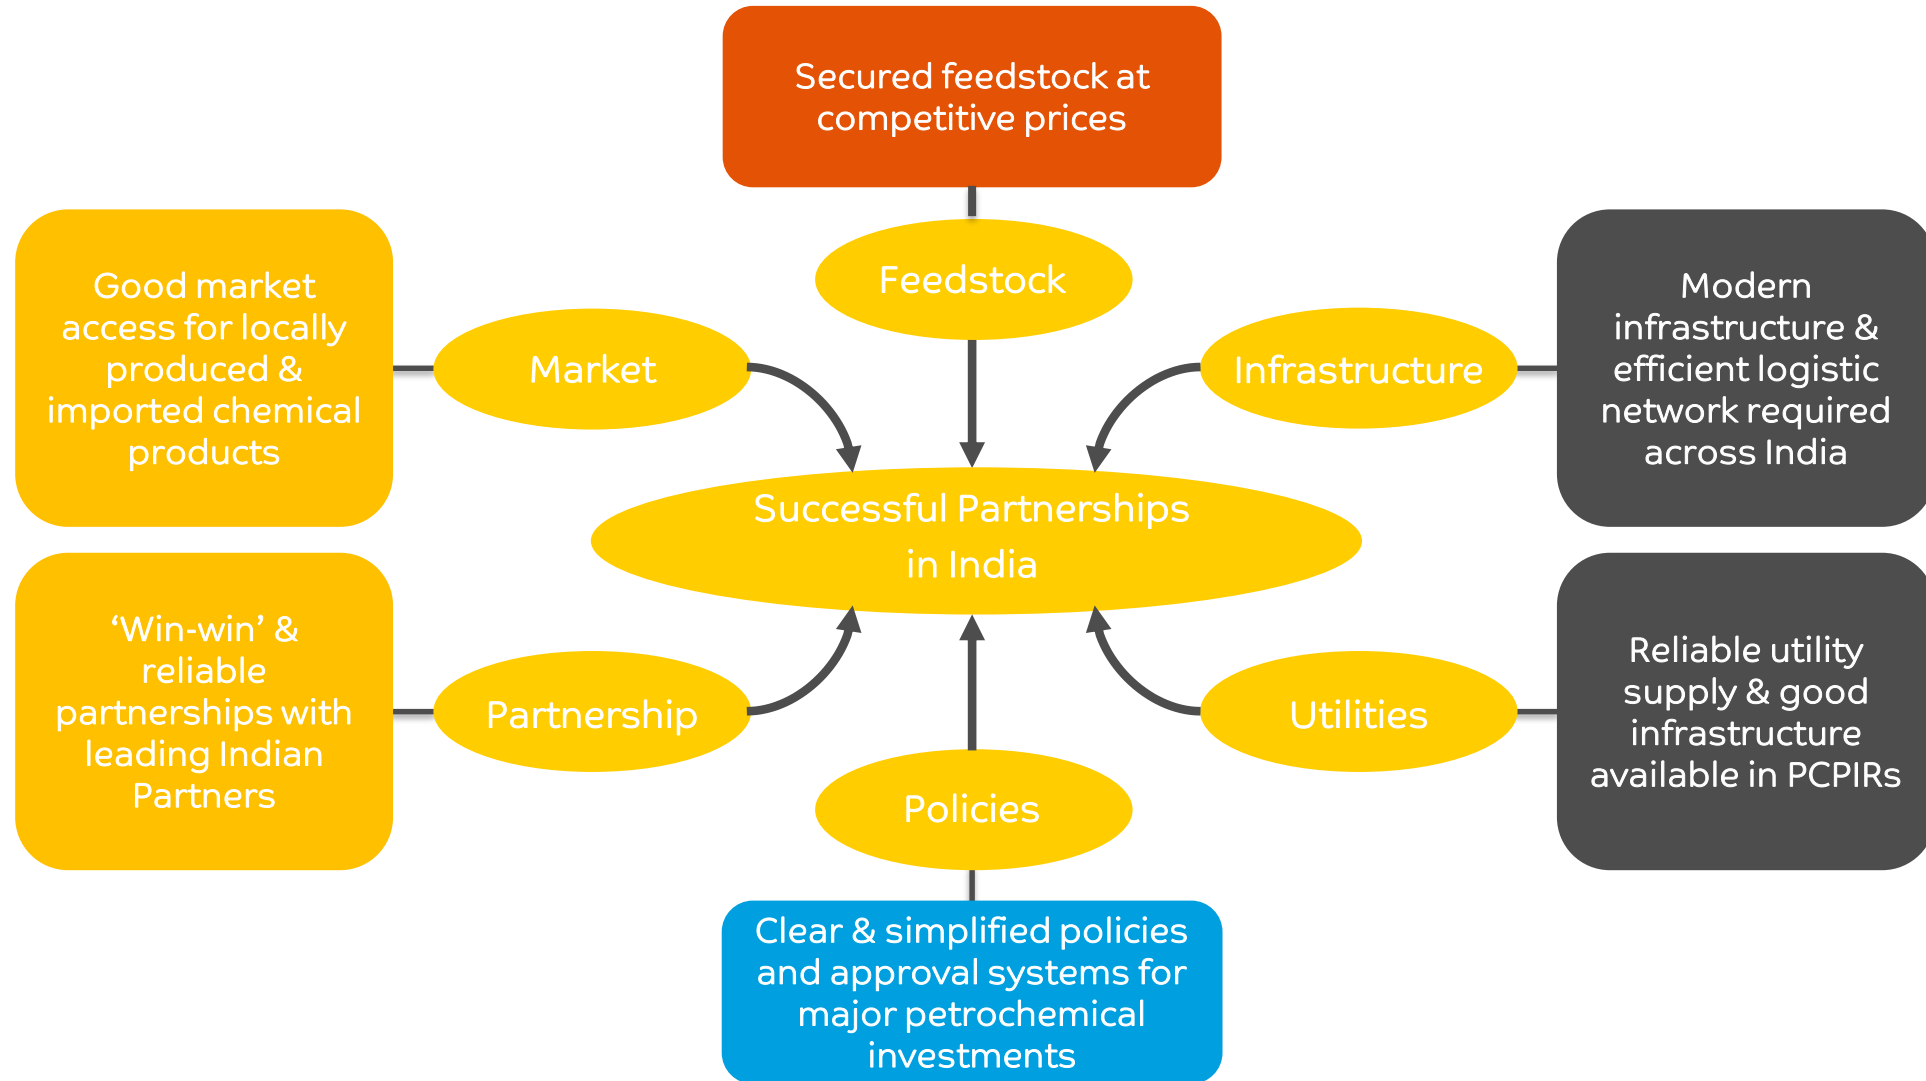 Secured feedstock at
competitive prices
Feedstock
Good market
access for locally
produced &
imported chemical
products
Market
Infrastructure
Modern
infrastructure &
efficient logistic
network required
across India
Successful Partnerships
in India
‘Win-win’ &
reliable
partnerships with
leading Indian
Partners
Partnership
Utilities
Reliable utility
supply & good
infrastructure
available in PCPIRs
Policies
Clear & simplified policies
and approval systems for
major petrochemical
investments